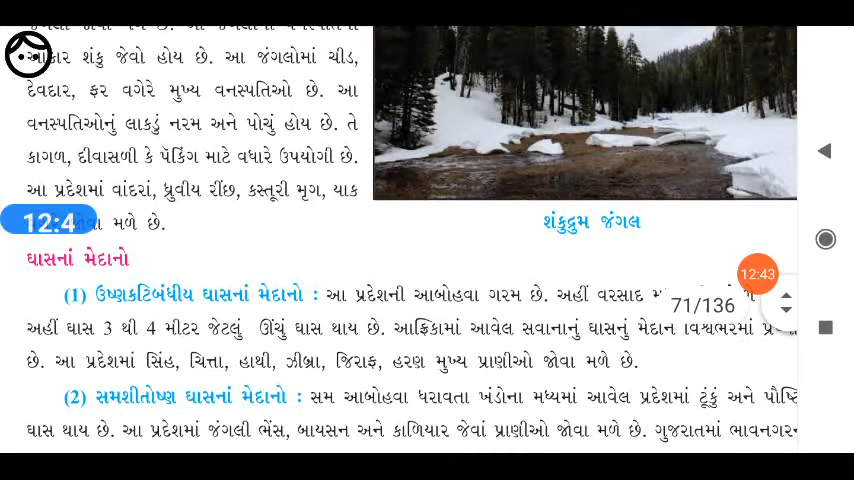 આકાર શંકુ જેવો હોય છે. આ જંગલોમાં ચીડ,
દેવદાર, ફર વગેરે મુખ્ય વનસ્પતિઓ છે. આ
વનસ્પતિઓનું લાકડું નરમ અને પોચું હોય છે. તે
કાગળ, દીવાસળી કે પૅકિંગ માટે વધારે ઉપયોગી છે.
આ પ્રદેશમાં વાંદરાં, ધ્રુવીય રીંછ, કસ્તૂરી મૃગ, યાક
12:4 જોવા મળે છે.
શંકુદ્રુમ જંગલ
ઘાસનાં મેદાનો
12:43
(1) ઉષ્ણકટિબંધીય ઘાસનાં મેદાનો : આ પ્રદેશની આબોહવા ગરમ છે. અહીં વરસાદ
71/136
અહીં ઘાસ 3 થી 4 મીટર જેટલું ઊંચું ઘાસ થાય છે. આફ્રિકામાં આવેલ સવાનાનું ઘાસનું મેદાન વિશ્વભરમાં
છે. આ પ્રદેશમાં સિંહ, ચિત્તા, હાથી, ઝીબ્રા, જિરાફ, હરણ મુખ્ય પ્રાણીઓ જોવા મળે છે.
(2) સમશીતોષ્ણ ઘાસનાં મેદાનો : સમ આબોહવા ધરાવતા ખંડોના મધ્યમાં આવેલ પ્રદેશમાં ટૂંકું અને
ઘાસ થાય છે. આ પ્રદેશમાં જંગલી ભેંસ, બાયસન અને કાળિયાર જેવાં પ્રાણીઓ જોવા મળે છે. ગુજરાતમાં